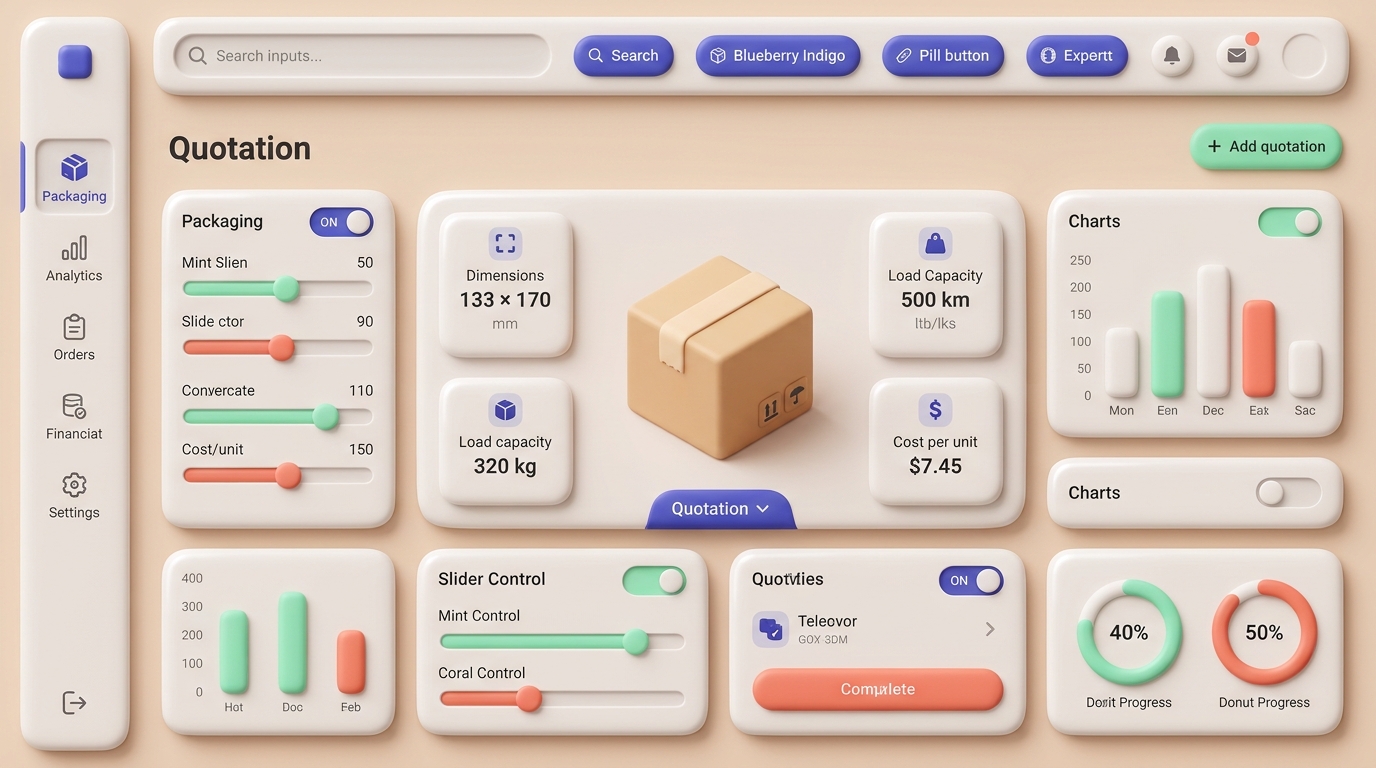 Search inputs...
Search
Blueberry Indigo
Pill button
Expertt
Quotation
+ Add quotation
Packaging
Analytics
Orders
Financiat
Settings
Packaging
ON
Mint Slien 50
Slide ctor 90
Convercate 110
Cost/unit 150
Dimensions
133 × 170
mm
Load capacity
320 kg
Load Capacity
500 km
ltb/lks
Cost per unit
$7.45
Quotation
Charts
250
200
150
100
50
0
Mon Een Dec Eak Sac
Charts
400
300
200
100
0
Hot Doc Feb
Slider Control
Mint Control
Coral Control
ON
Teleovor
GOX 3DM
40%
50%
Donut Progress